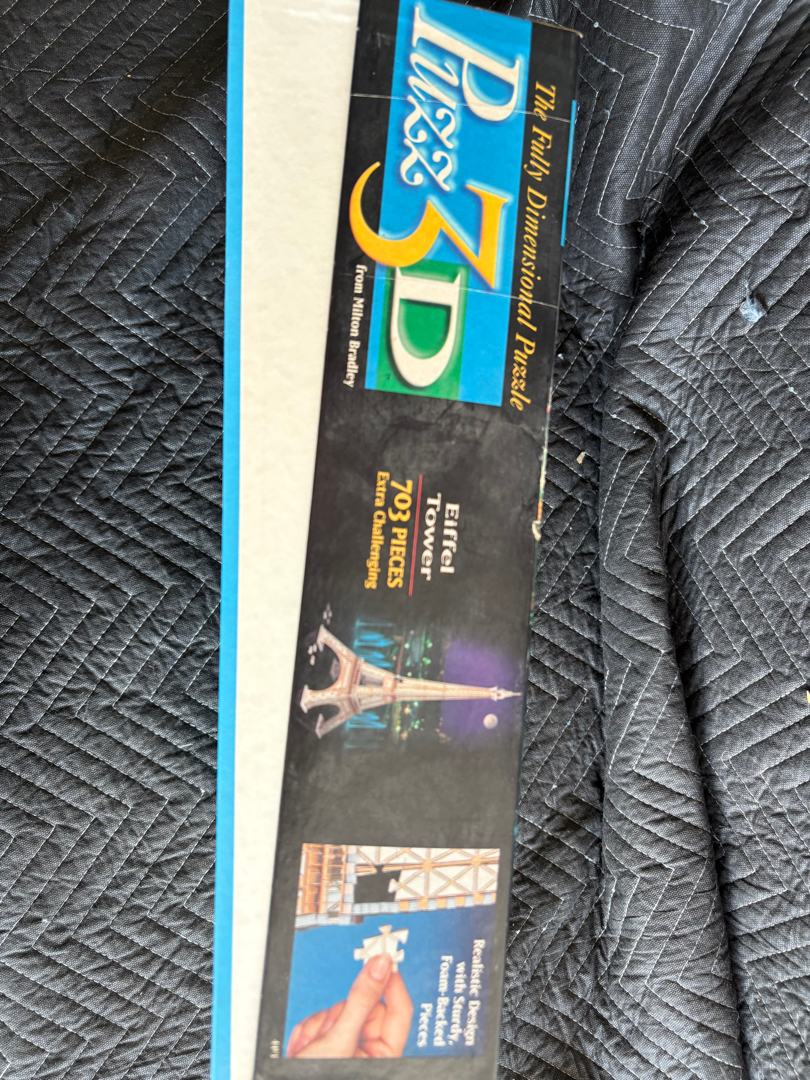 The Fully Dimensional Puzzle
Puzz 3D
from Milton Bradley
Eiffel
Tower
703 PIECES
Extra Challenging
Realistic Design
with Sturdy,
Foam-Backed
Pieces